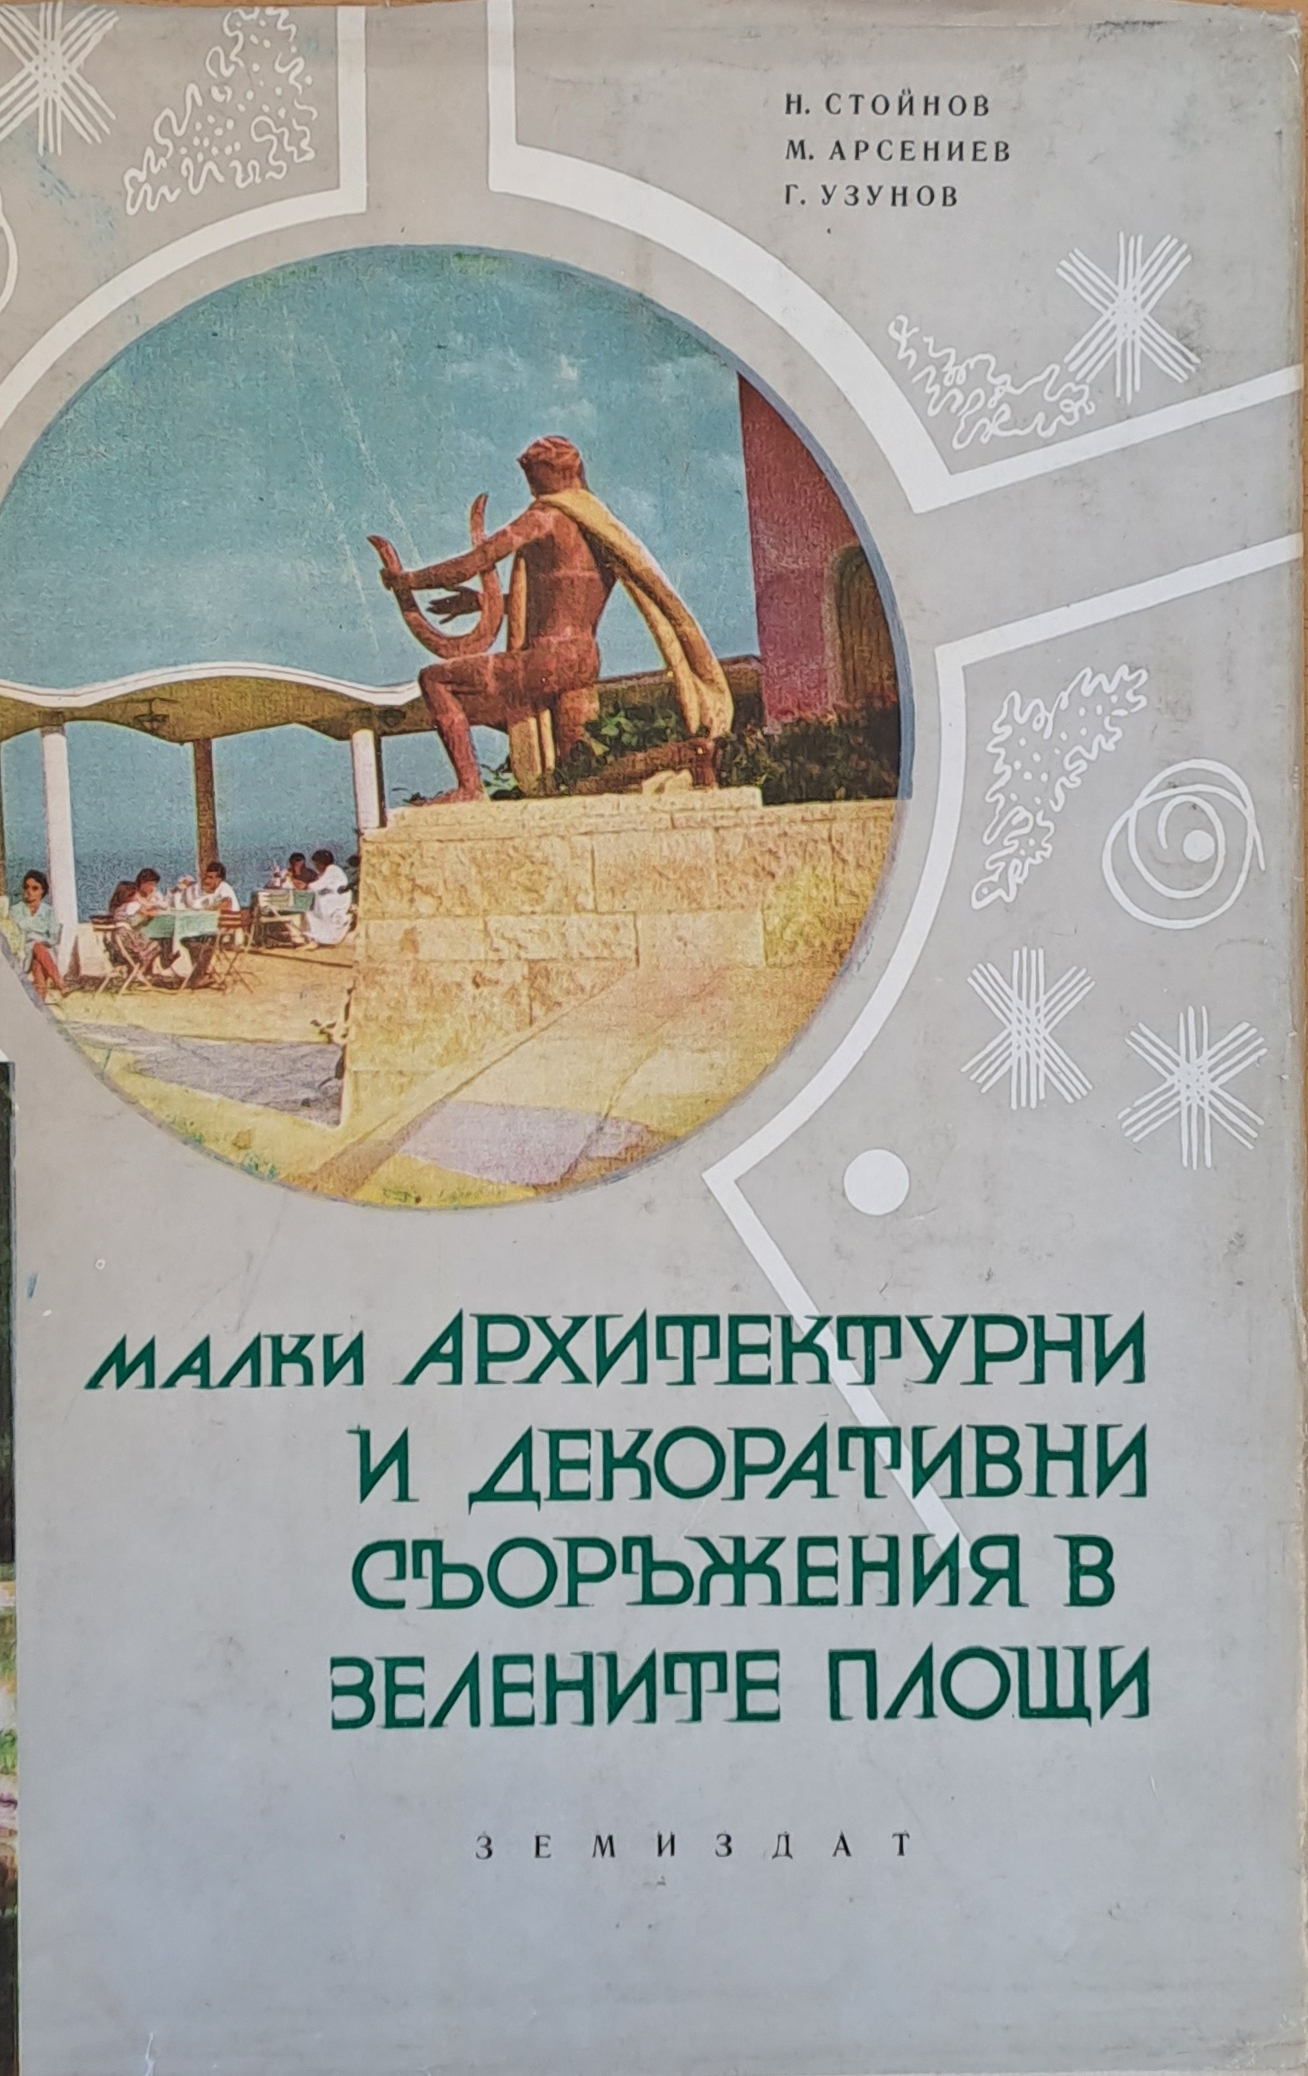 Н. СТОЙНОВ
М. АРСЕНИЕВ
Г. УЗУНОВ
МАЛКИ АРХИТЕКТУРНИ
И ДЕКОРАТИВНИ
СЪОРЪЖЕНИЯ В
ЗЕЛЕНИТЕ ПЛОЩИ
ЗЕМИЗДАТ